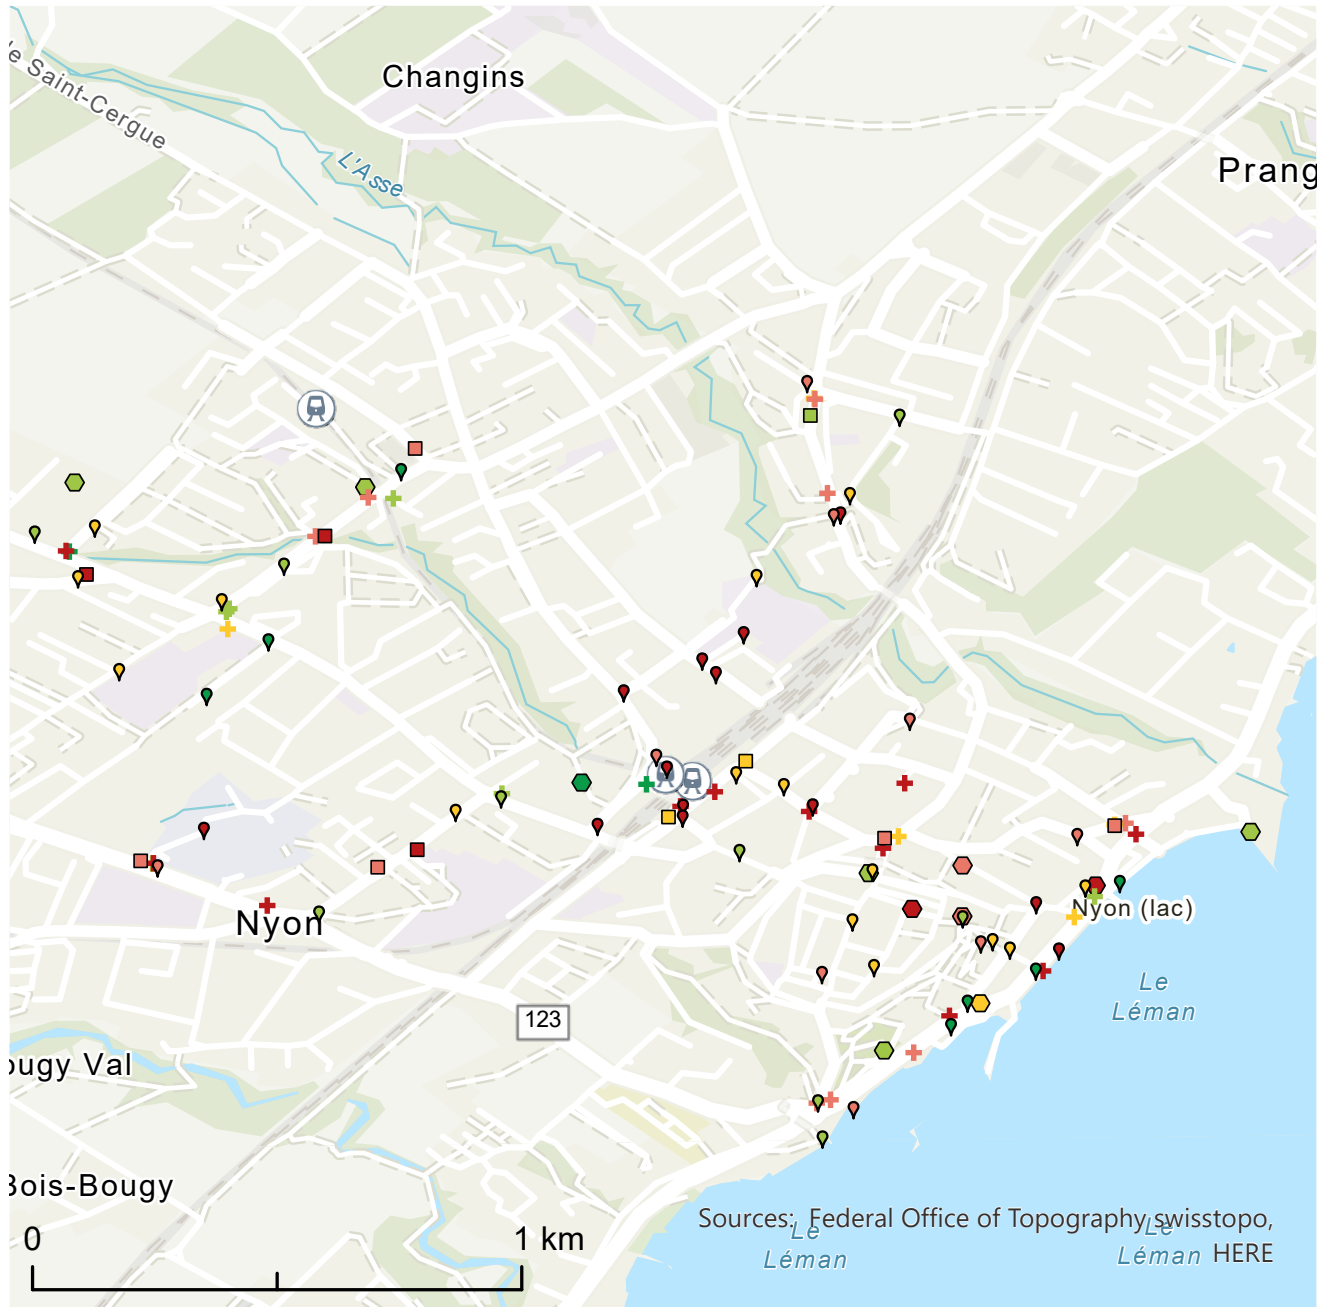 Changins
e Saint-Cergue
L'Asse
Prang
Nyon
Nyon (lac)
Le
Léman
123
ougy Val
Bois-Bougy
Sources: Federal Office of Topography swisstopo,
HERE
Le
Léman
Le
Léman
0
1 km